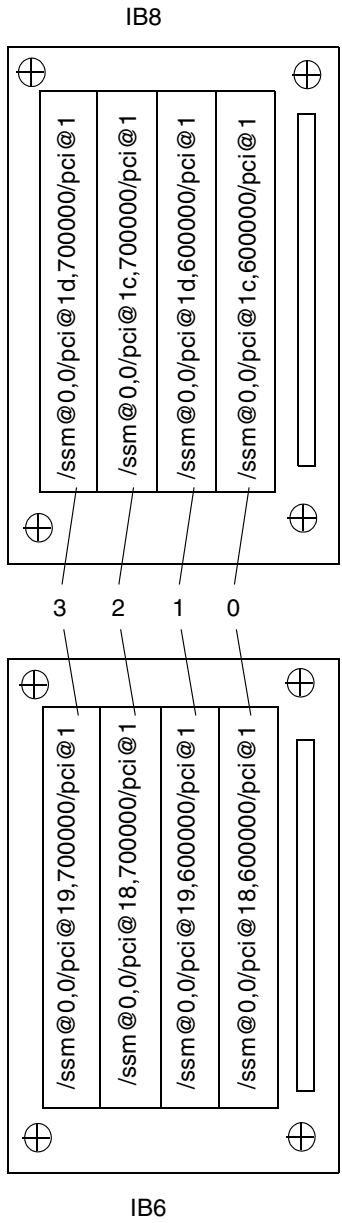 IB8
/ssm@0,0/pci@1d,700000/pci@1
/ssm@0,0/pci@1c,700000/pci@1
/ssm@0,0/pci@1d,600000/pci@1
/ssm@0,0/pci@1c,600000/pci@1
3 2 1 0
/ssm@0,0/pci@19,700000/pci@1
/ssm@0,0/pci@18,700000/pci@1
/ssm@0,0/pci@19,600000/pci@1
/ssm@0,0/pci@18,600000/pci@1
IB6